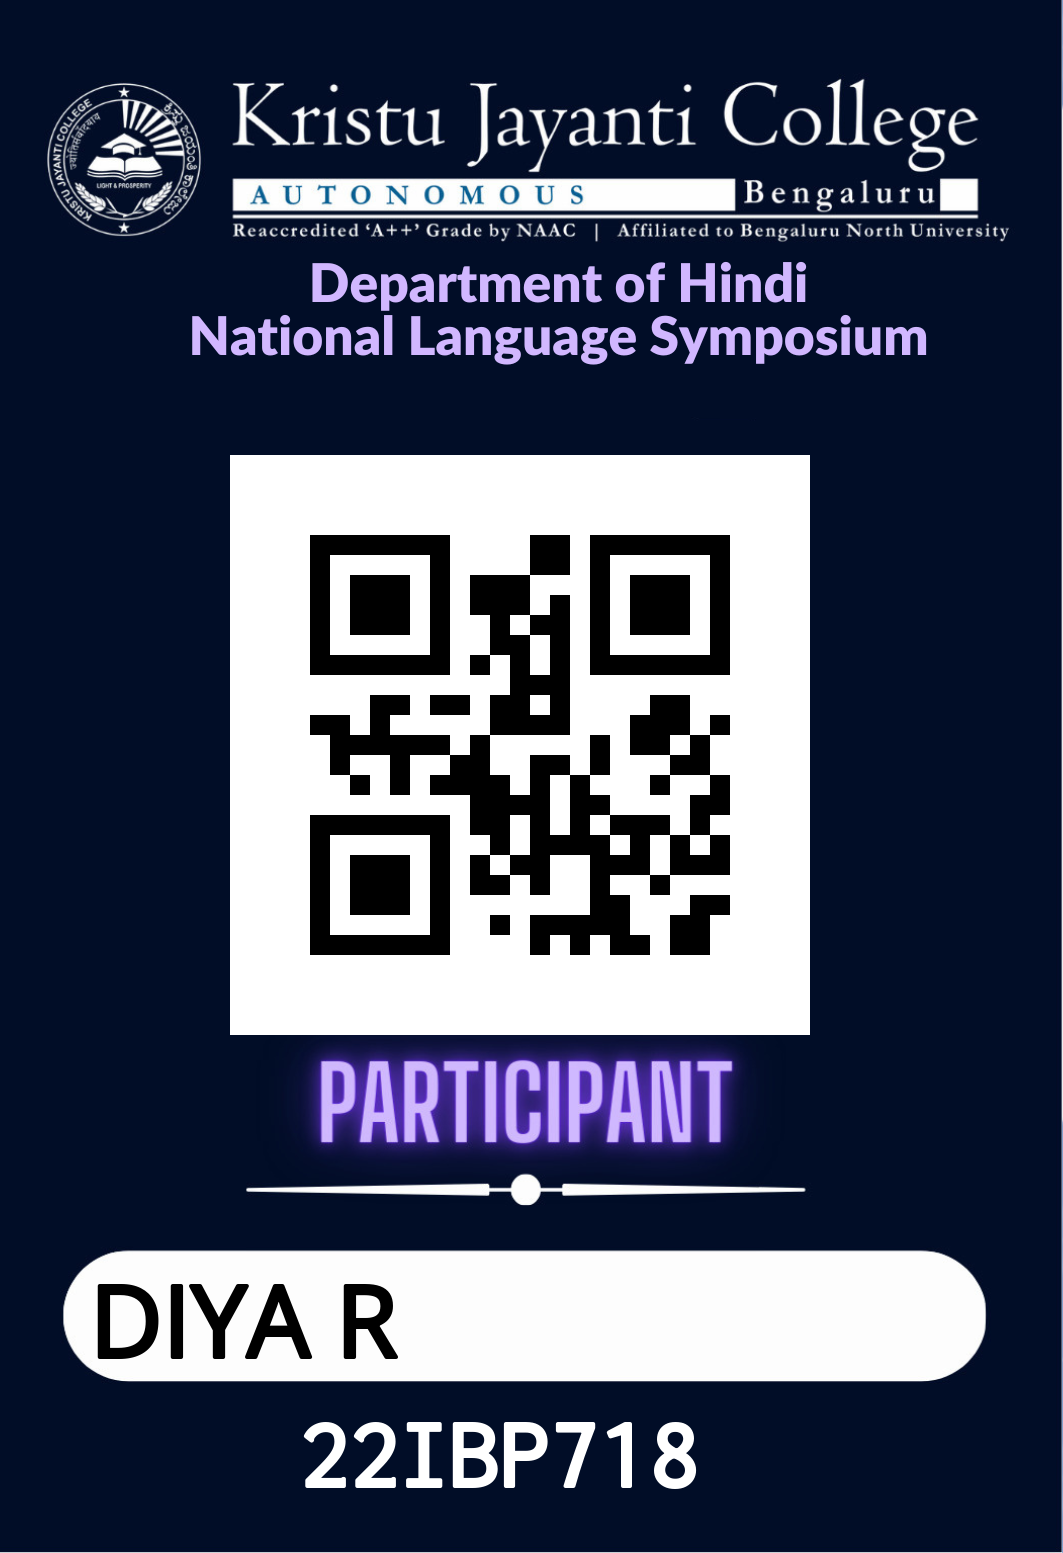 KRISTU JAYANTI COLLEGE
LIGHT & PROSPERITY
Kristu Jayanti College
AUTONOMOUS Bengaluru
Reaccredited ‘A++’ Grade by NAAC | Affiliated to Bengaluru North University
Department of Hindi
National Language Symposium
PARTICIPANT
DIYA R
22IBP718